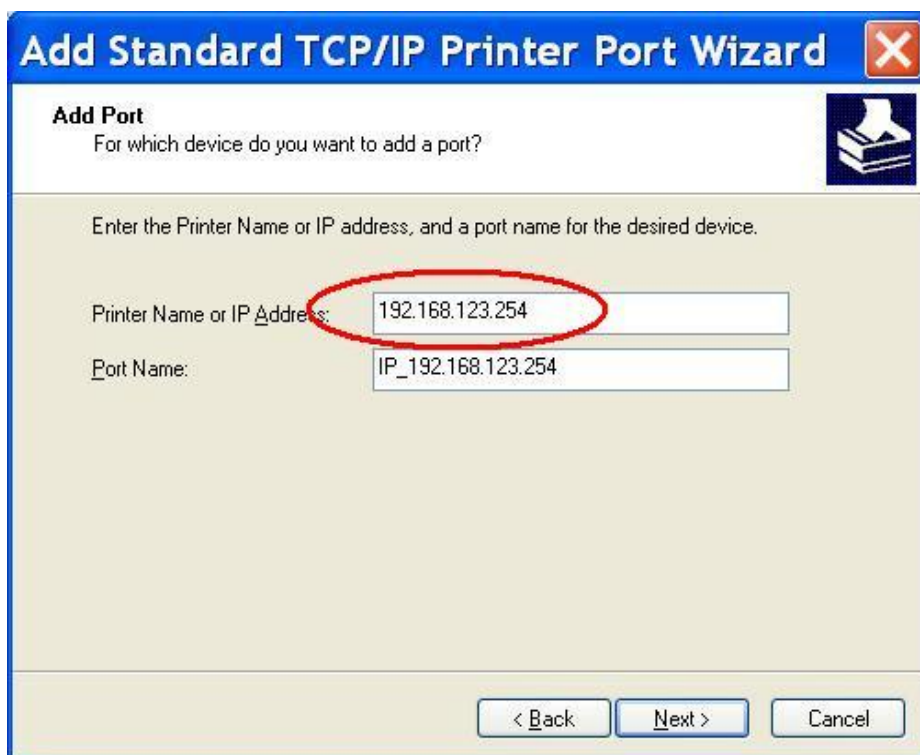 Add Standard TCP/IP Printer Port Wizard
Add Port
For which device do you want to add a port?
Enter the Printer Name or IP address, and a port name for the desired device.
Printer Name or IP Address: 192.168.123.254
Port Name: IP_192.168.123.254
< Back Next > Cancel